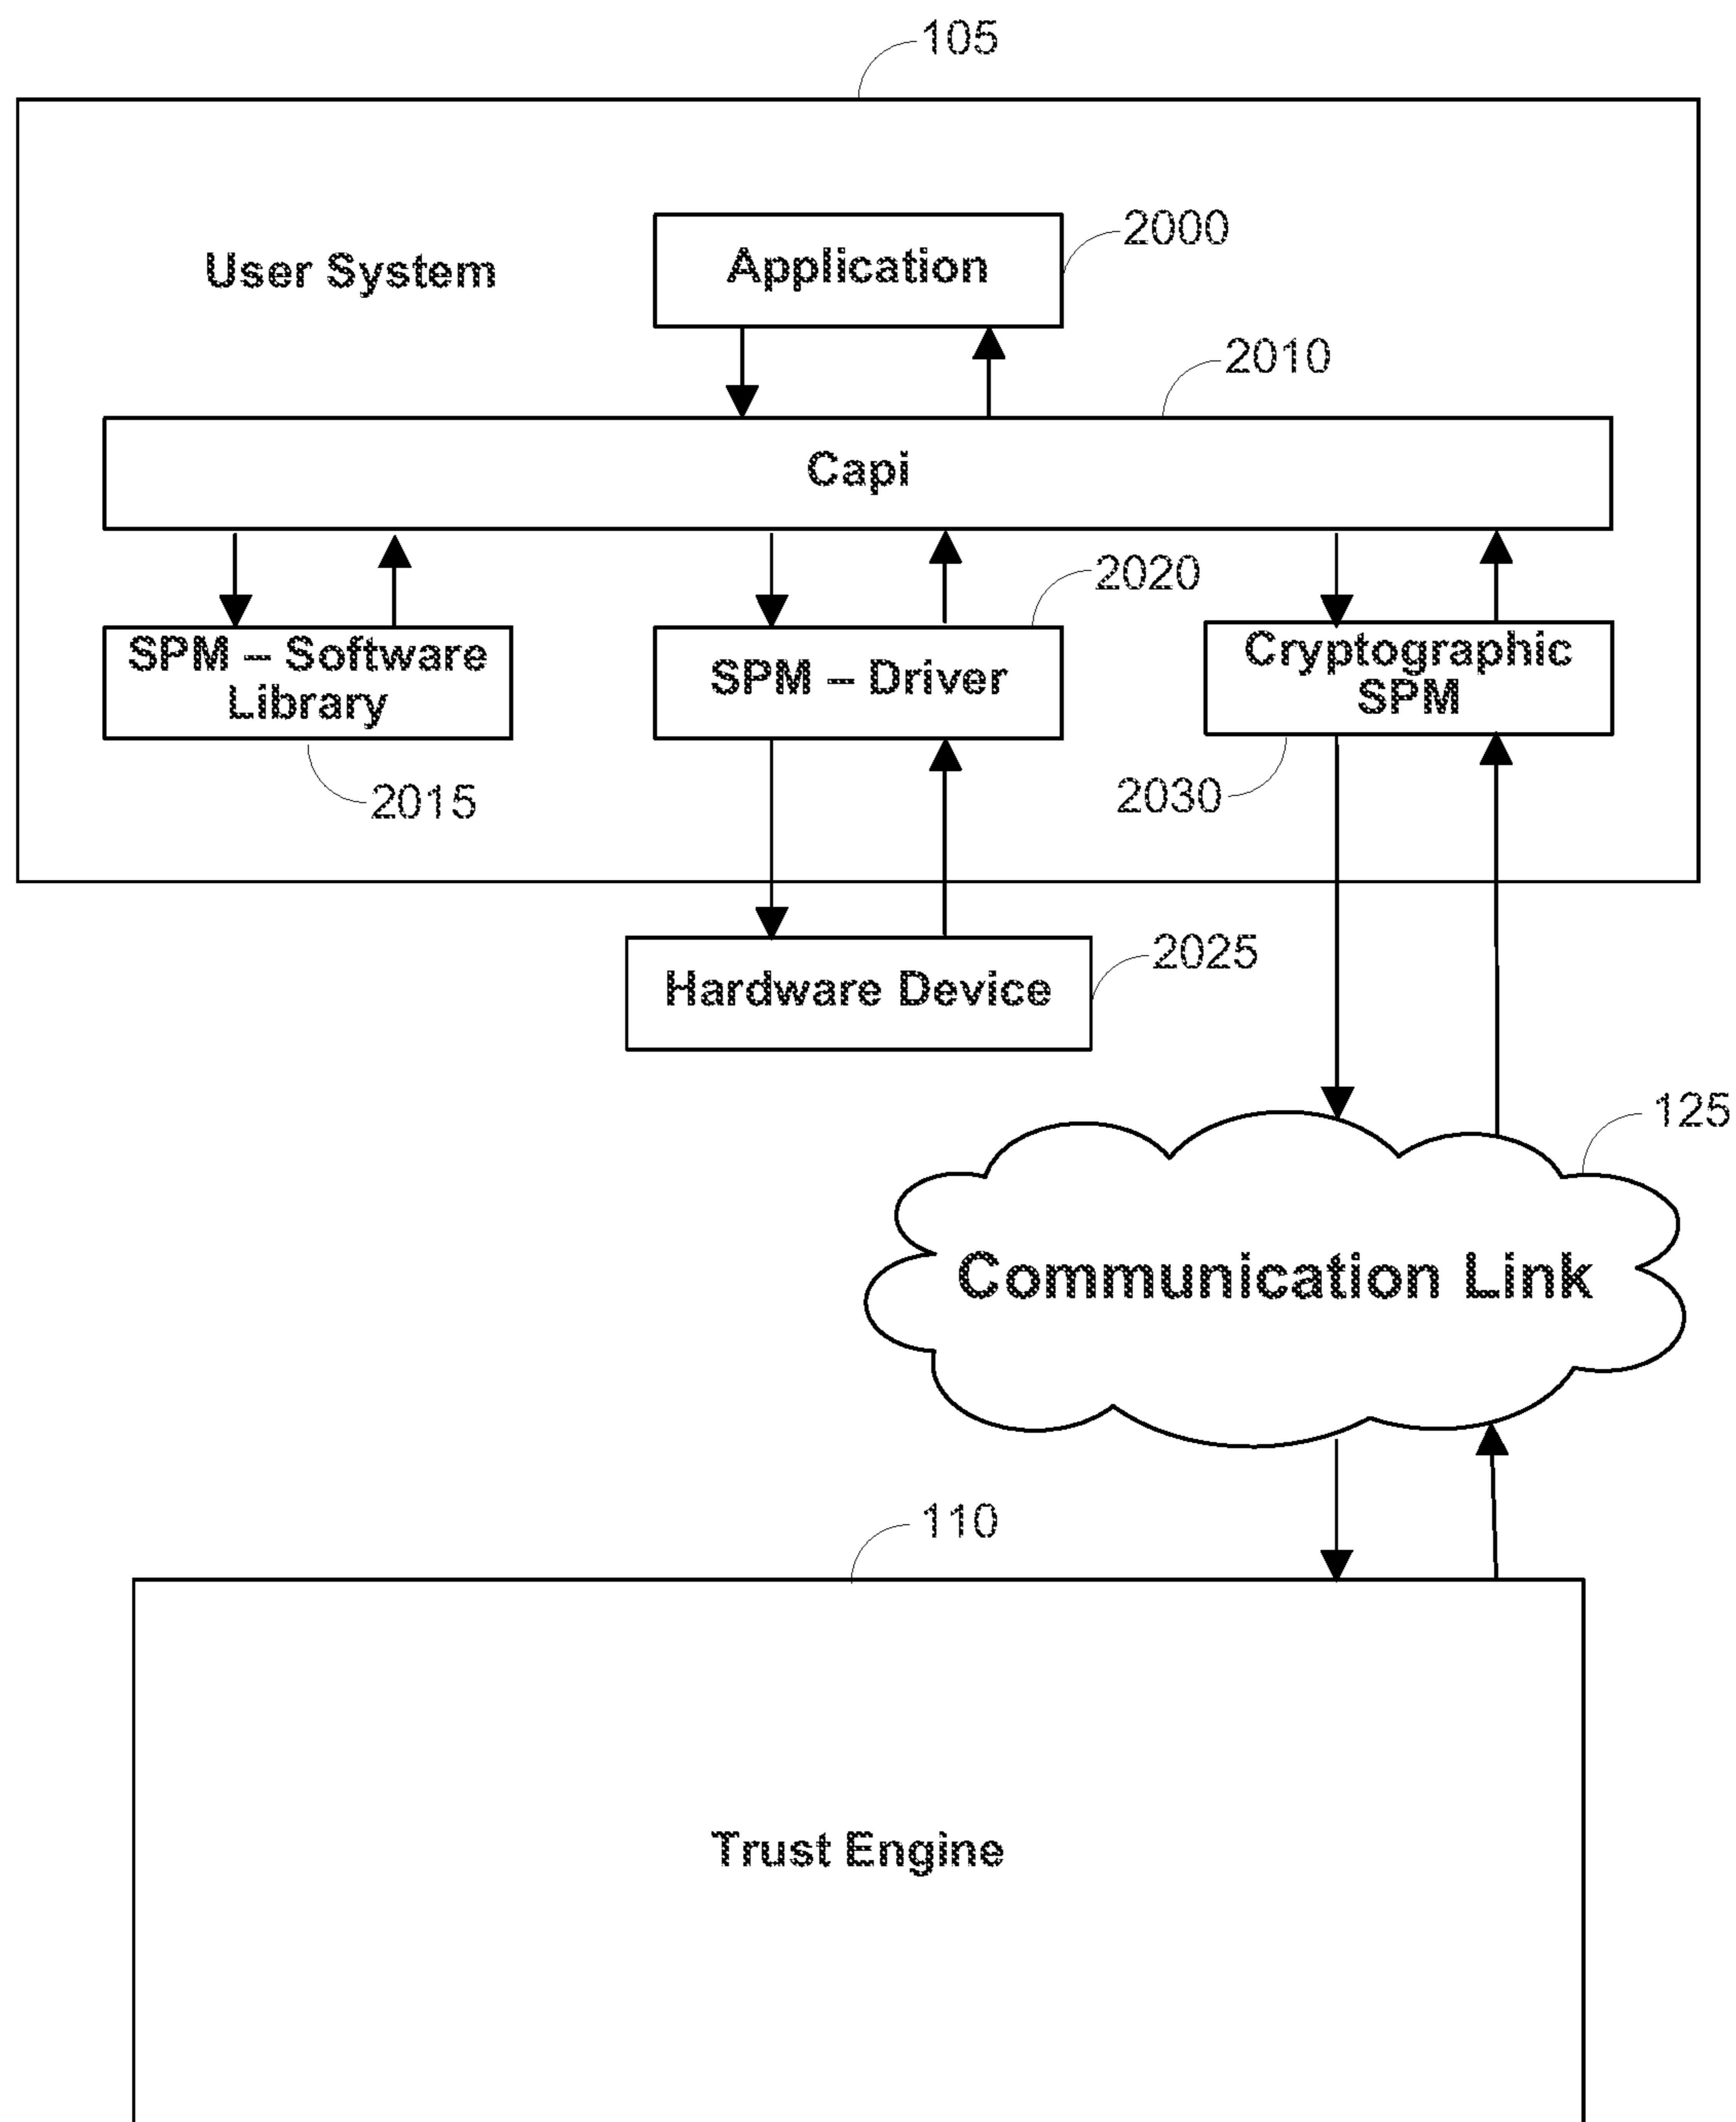 105
User System
Application
2000
2010
Capi
2020
SPM – Software
Library
SPM – Driver
Cryptographic
SPM
2015
2030
Hardware Device
2025
125
Communication Link
110
Trust Engine